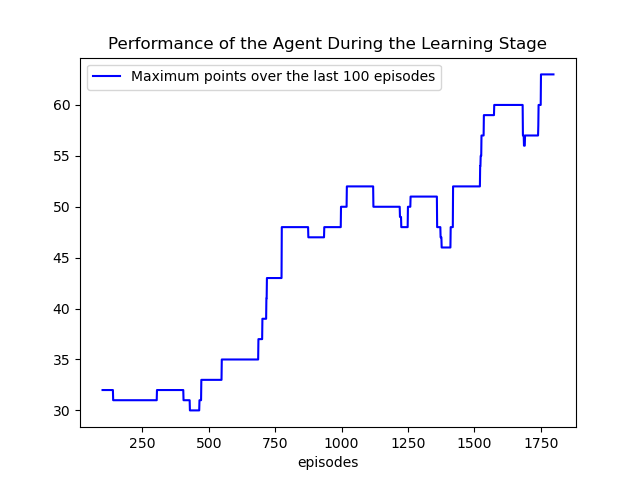 Performance of the Agent During the Learning Stage
Maximum points over the last 100 episodes
60
55
50
45
40
35
30
250 500 750 1000 1250 1500 1750
episodes